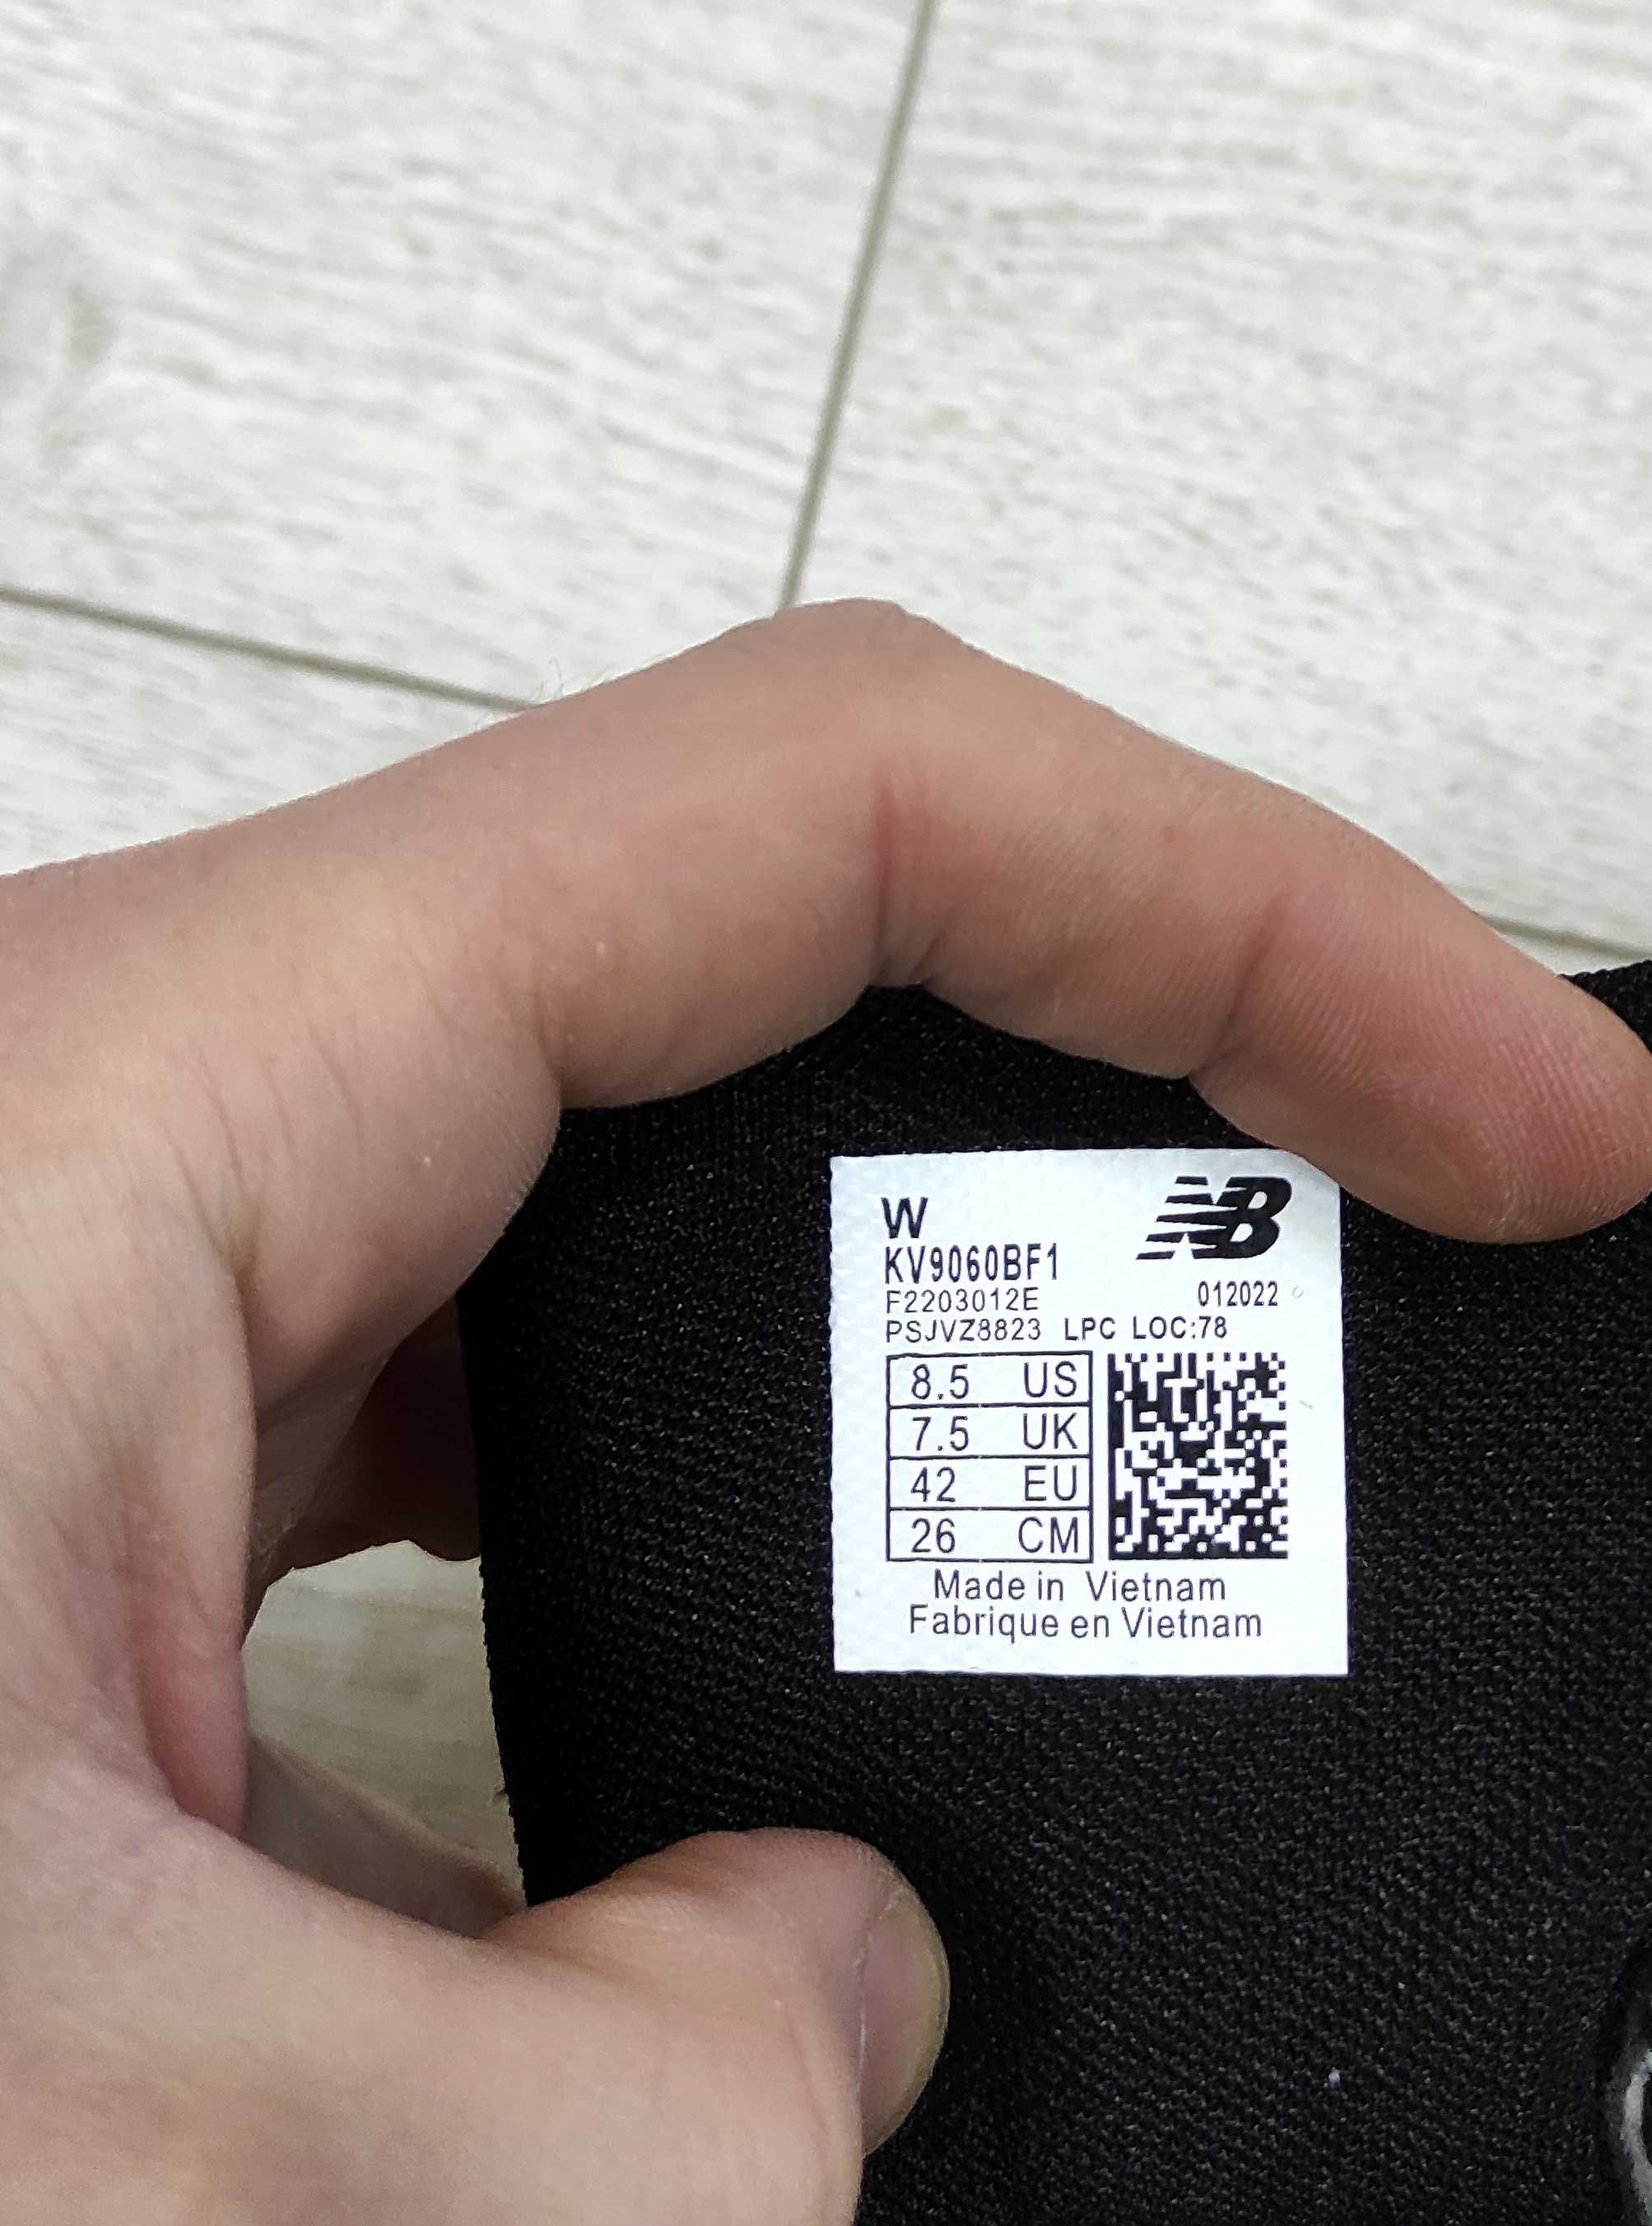 W NB
KV9060BF1
F2203012E 012022
PSJVZ8823 LPC LOC:78
8.5 US
7.5 UK
42 EU
26 CM
Made in Vietnam
Fabrique en Vietnam